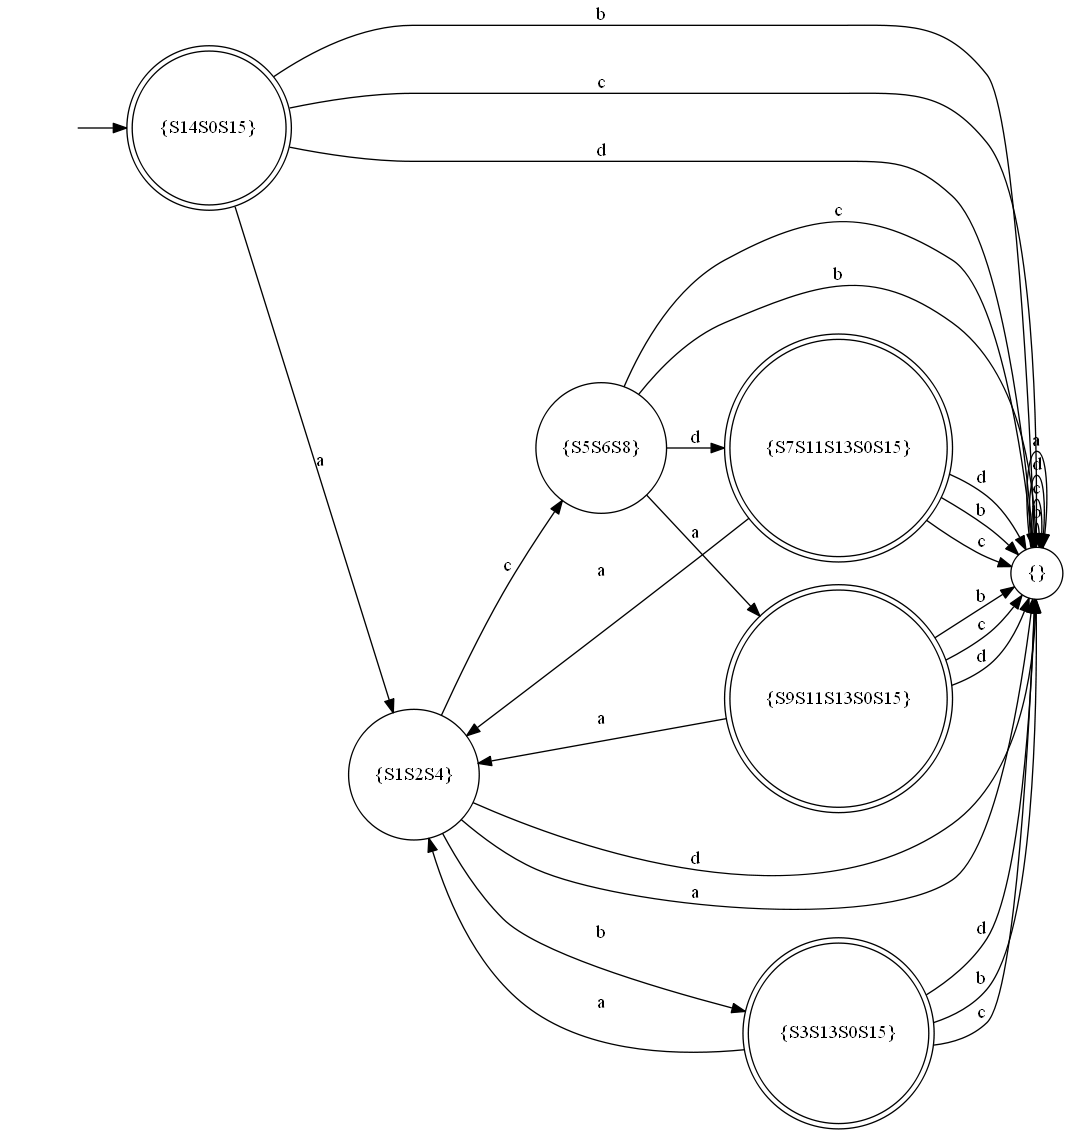 b
{S14S0S15}
c
d
c
b
a
{S5S6S8}
d
{S7S11S13S0S15}
a
d
c
b
d
b
c
a
c
a
{}
b
c
d
{S9S11S13S0S15}
a
{S1S2S4}
d
a
b
d
b
a
c
{S3S13S0S15}